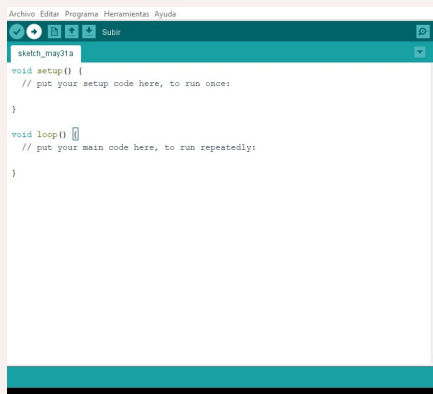 Archivo Editar Programa Herramientas Ayuda
Subir
sketch_may31a
void setup() {
// put your setup code here, to run once:
}
void loop() {
// put your main code here, to run repeatedly:
}